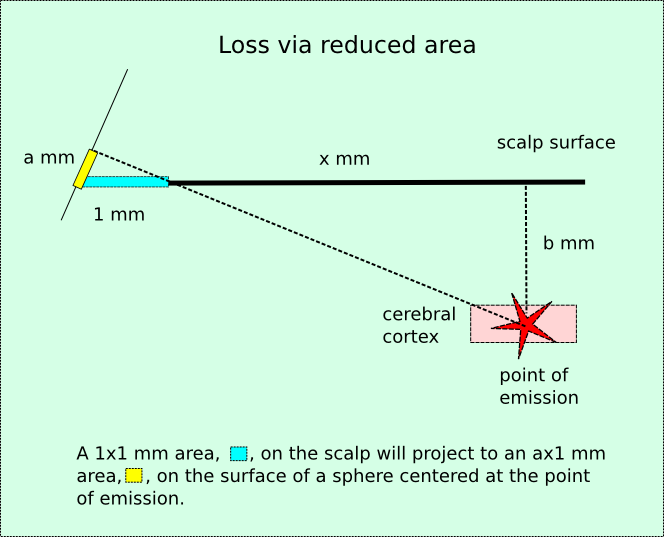 Loss via reduced area
scalp surface
a mm
x mm
1 mm
b mm
cerebral
cortex
point of
emission
A 1x1 mm area, , on the scalp will project to an ax1 mm
area, , on the surface of a sphere centered at the point
of emission.